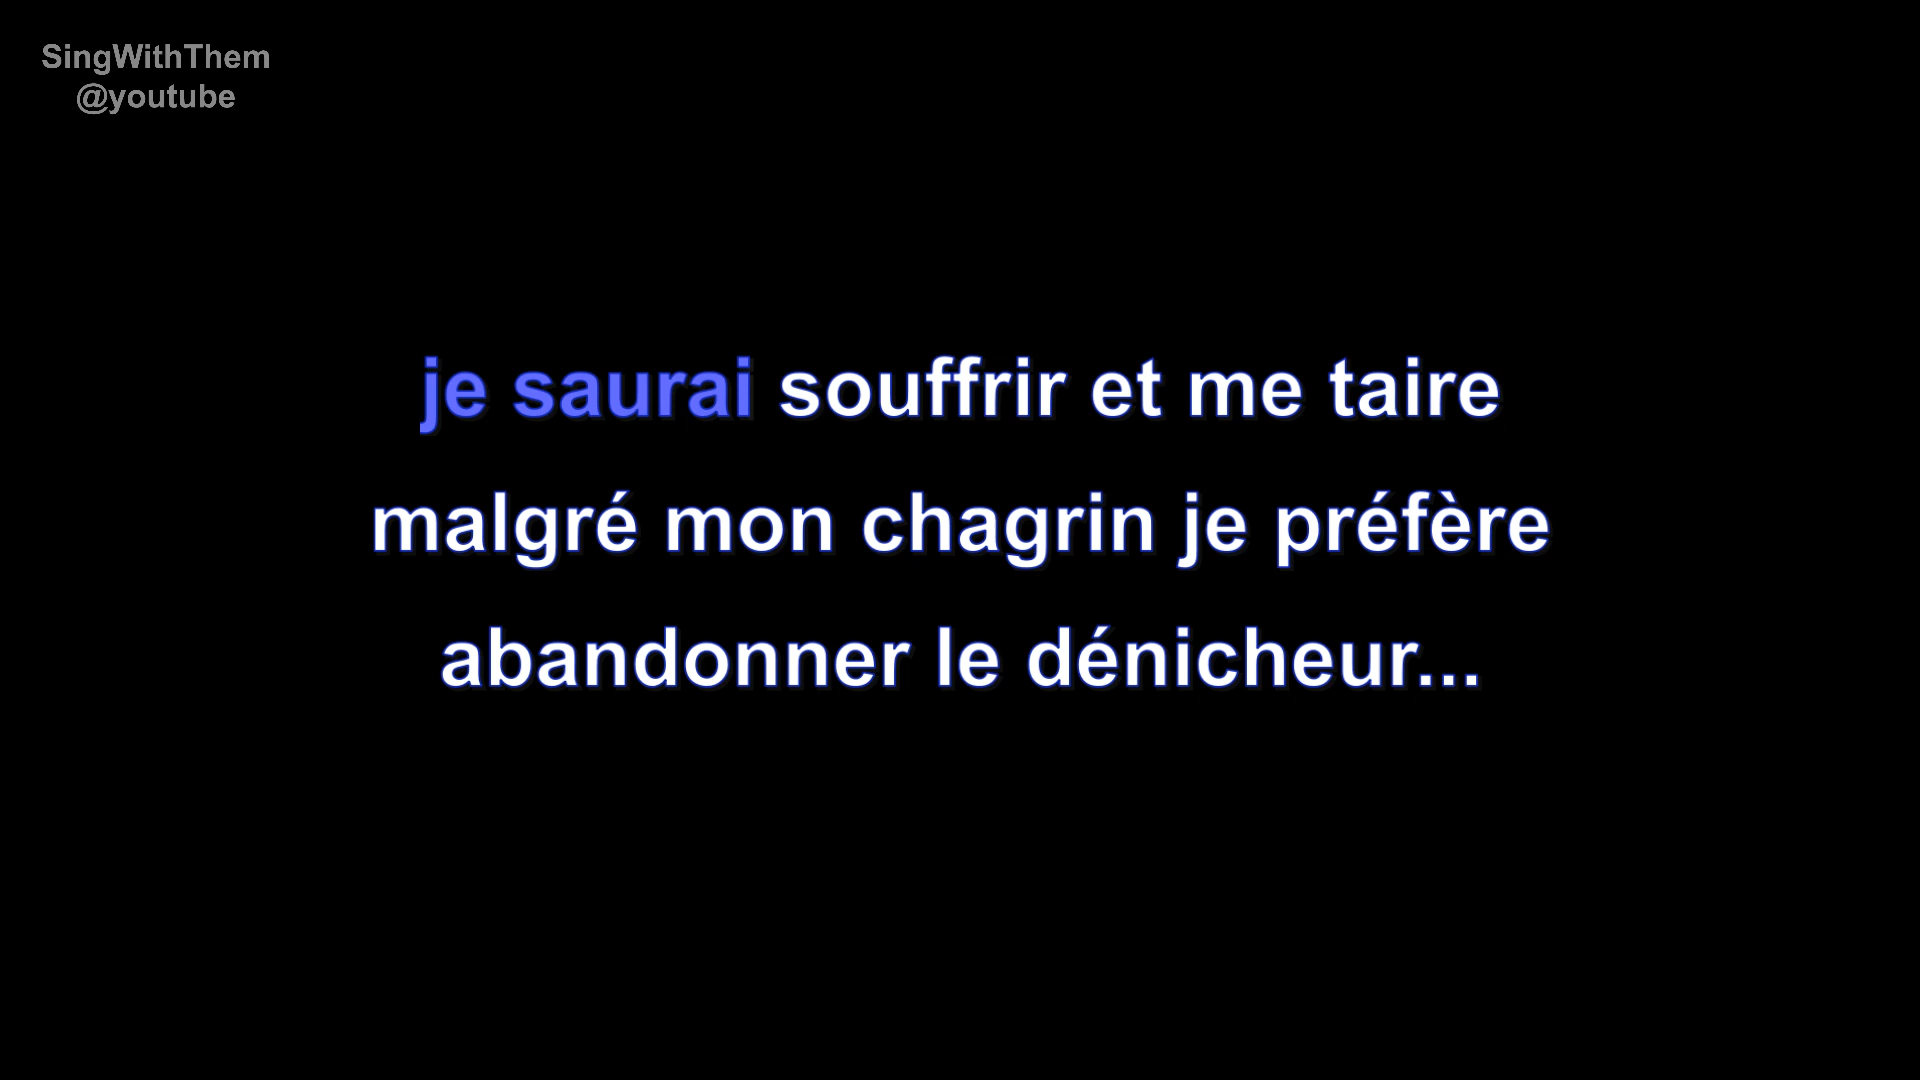 SingWithThem
@youtube
je saurai souffrir et me taire
malgré mon chagrin je préfère
abandonner le dénicheur...